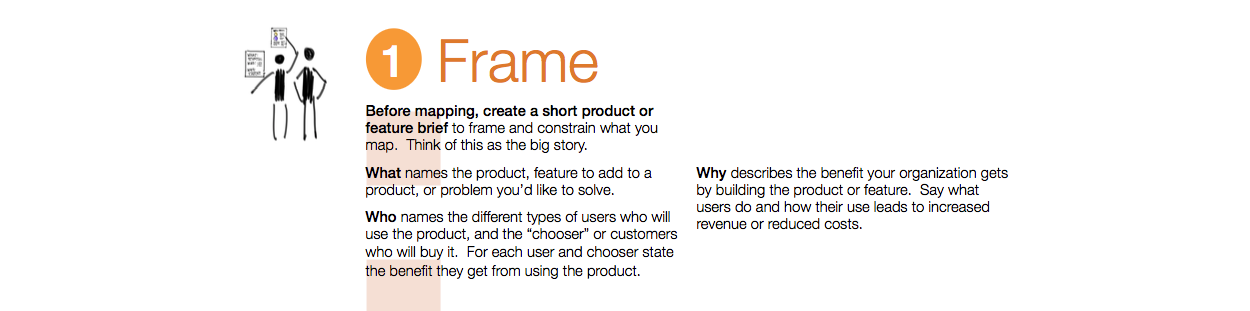 1 Frame
Before mapping, create a short product or
feature brief to frame and constrain what you
map.  Think of this as the big story.
What names the product, feature to add to a
product, or problem you’d like to solve.
Who names the different types of users who will
use the product, and the “chooser” or customers
who will buy it.  For each user and chooser state
the benefit they get from using the product.
Why describes the benefit your organization gets
by building the product or feature.  Say what
users do and how their use leads to increased
revenue or reduced costs.